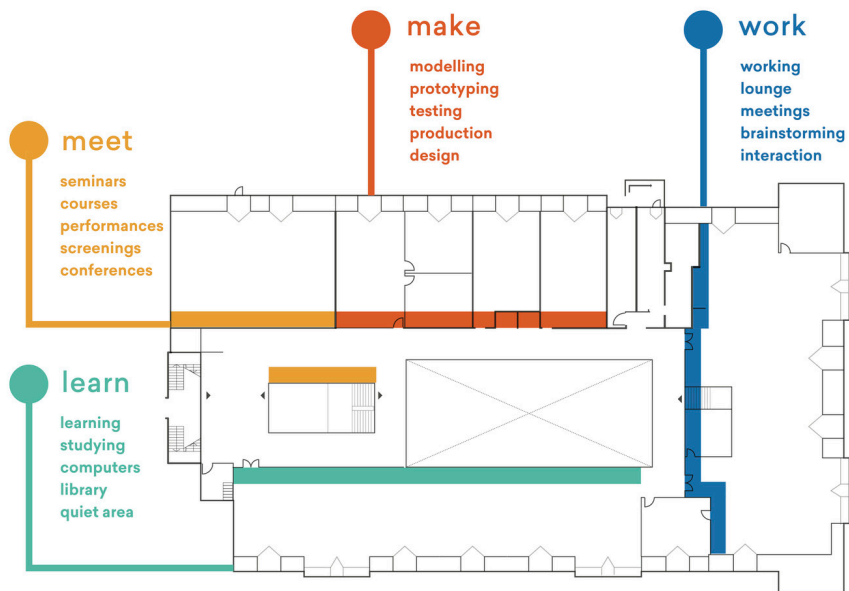 make
modelling
prototyping
testing
production
design
work
working
lounge
meetings
brainstorming
interaction
meet
seminars
courses
performances
screenings
conferences
learn
learning
studying
computers
library
quiet area